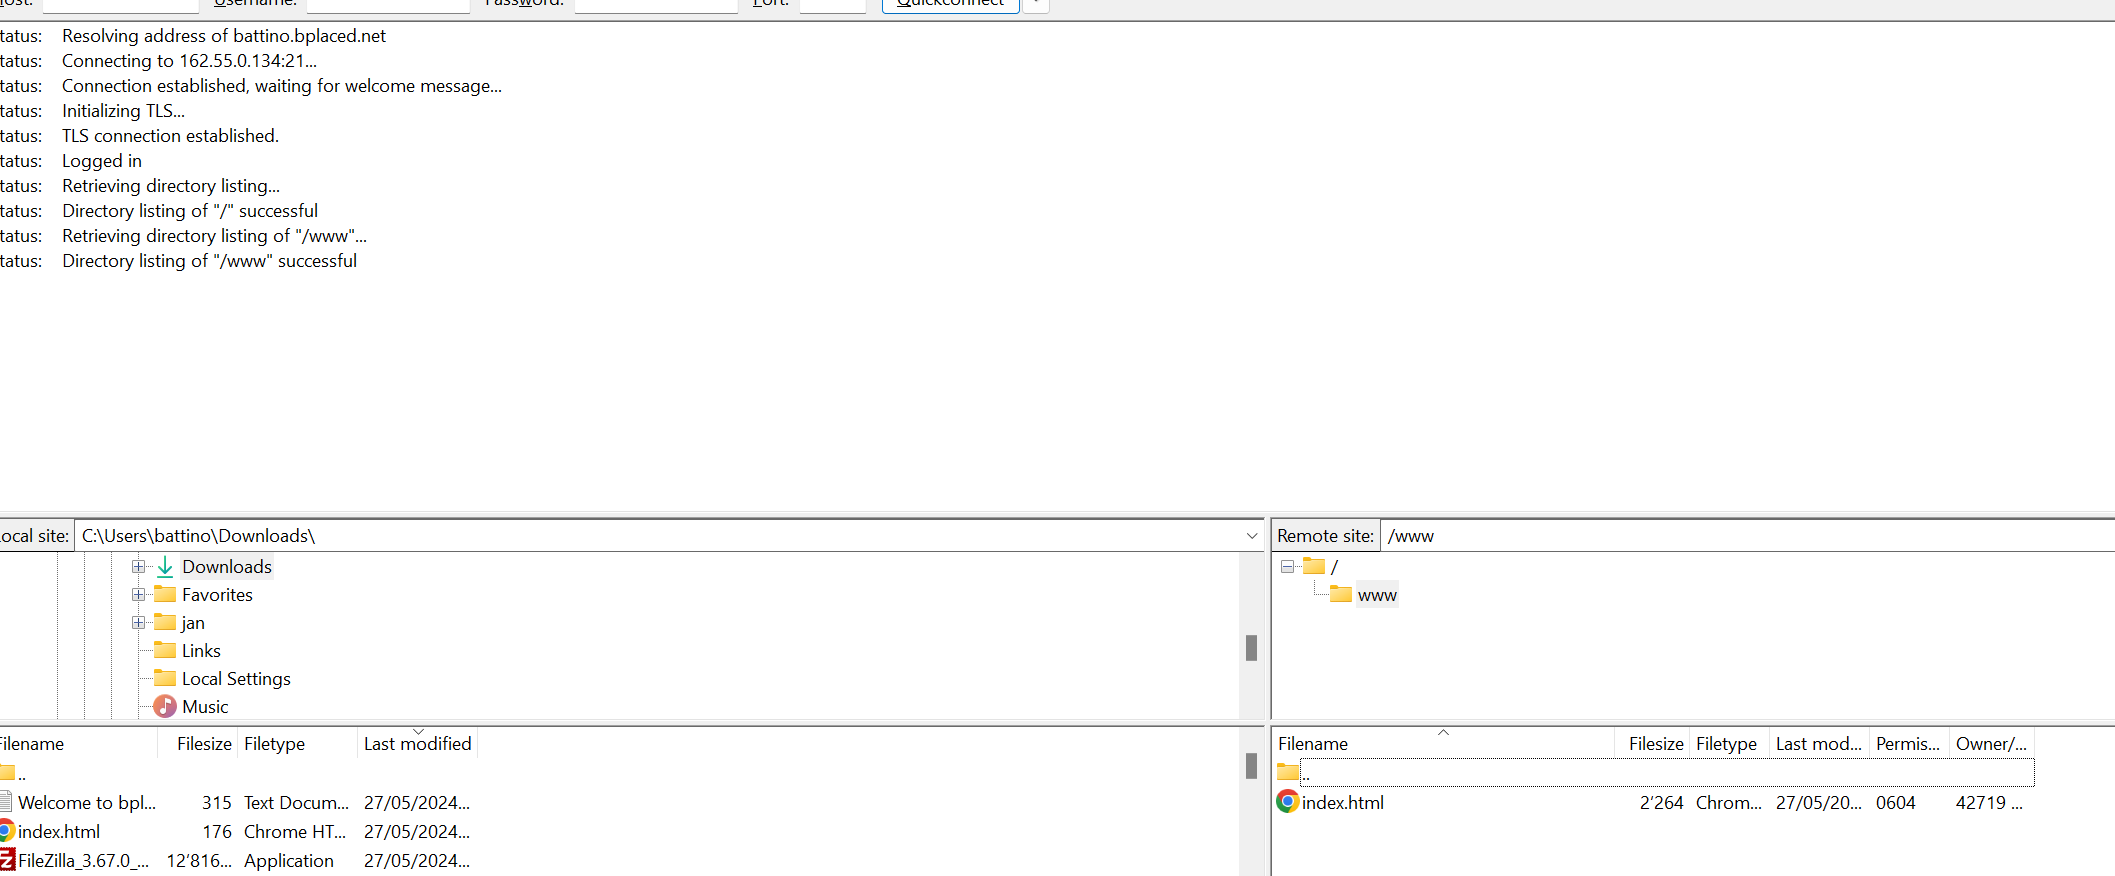 ost: Username: Password: Port: Quickconnect
tatus: Resolving address of battino.bplaced.net
tatus: Connecting to 162.55.0.134:21...
tatus: Connection established, waiting for welcome message...
tatus: Initializing TLS...
tatus: TLS connection established.
tatus: Logged in
tatus: Retrieving directory listing...
tatus: Directory listing of "/" successful
tatus: Retrieving directory listing of "/www"...
tatus: Directory listing of "/www" successful
ocal site: C:\Users\battino\Downloads\
Downloads
Favorites
jan
Links
Local Settings
Music
Filename Filesize Filetype Last modified
..
Welcome to bpl... 315 Text Docum... 27/05/2024...
index.html 176 Chrome HT... 27/05/2024...
FileZilla_3.67.0_... 12’816... Application 27/05/2024...
Remote site: /www
/
www
Filename Filesize Filetype Last mod... Permis... Owner/...
..
index.html 2’264 Chrom... 27/05/20... 0604 42719 ...